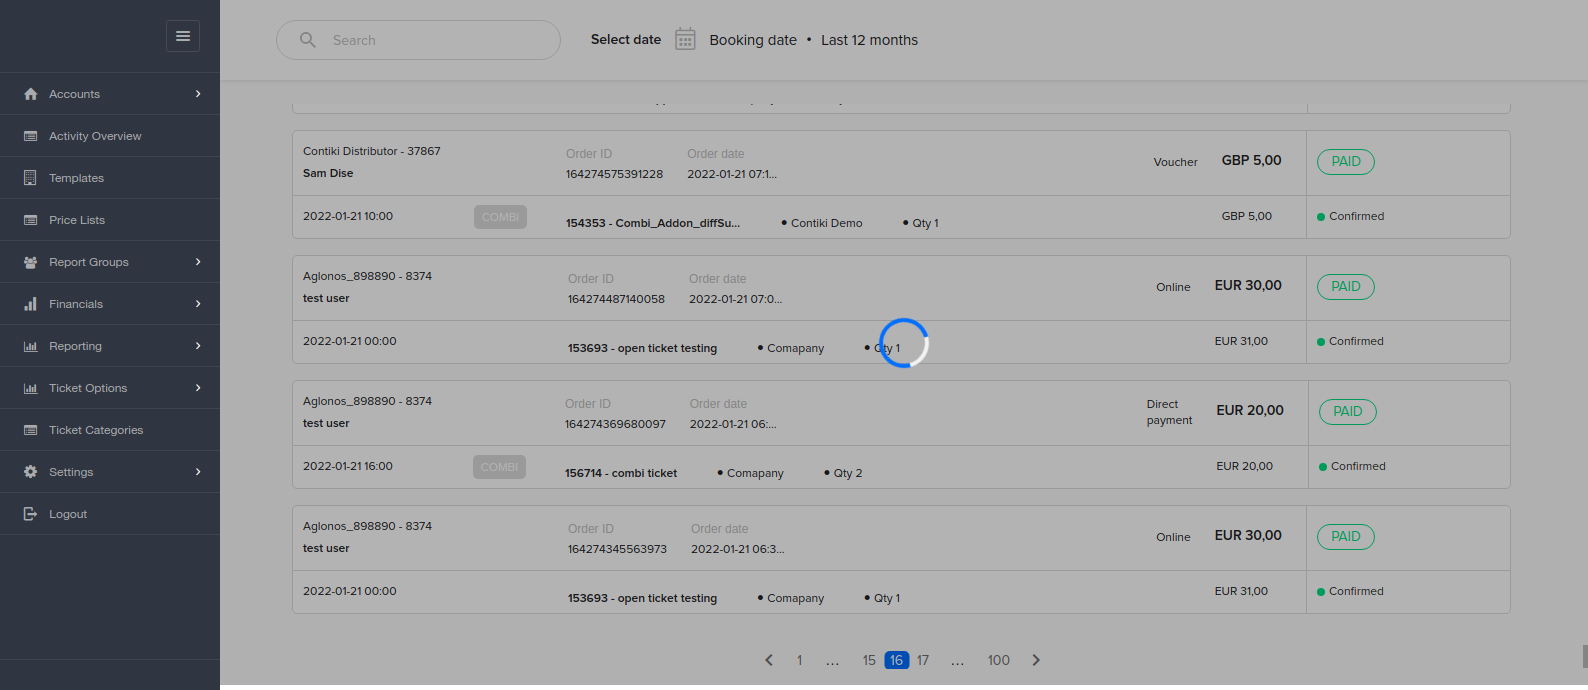 Search
Select date
Booking date • Last 12 months
Accounts
Activity Overview
Templates
Price Lists
Report Groups
Financials
Reporting
Ticket Options
Ticket Categories
Settings
Logout
Contiki Distributor - 37867
Sam Dise
Order ID
164274575391228
Order date
2022-01-21 07:1...
Voucher
GBP 5,00
PAID
2022-01-21 10:00
COMBI
154353 - Combi_Addon_diffSu...
• Contiki Demo
• Qty 1
GBP 5,00
Confirmed
Aglonos_898890 - 8374
test user
Order ID
164274487140058
Order date
2022-01-21 07:0...
Online
EUR 30,00
PAID
2022-01-21 00:00
153693 - open ticket testing
• Comapany
• Qty 1
EUR 31,00
Confirmed
Aglonos_898890 - 8374
test user
Order ID
164274369680097
Order date
2022-01-21 06:...
Direct
payment
EUR 20,00
PAID
2022-01-21 16:00
COMBI
156714 - combi ticket
• Comapany
• Qty 2
EUR 20,00
Confirmed
Aglonos_898890 - 8374
test user
Order ID
164274345563973
Order date
2022-01-21 06:3...
Online
EUR 30,00
PAID
2022-01-21 00:00
153693 - open ticket testing
• Comapany
• Qty 1
EUR 31,00
Confirmed
1 ... 15 16 17 ... 100